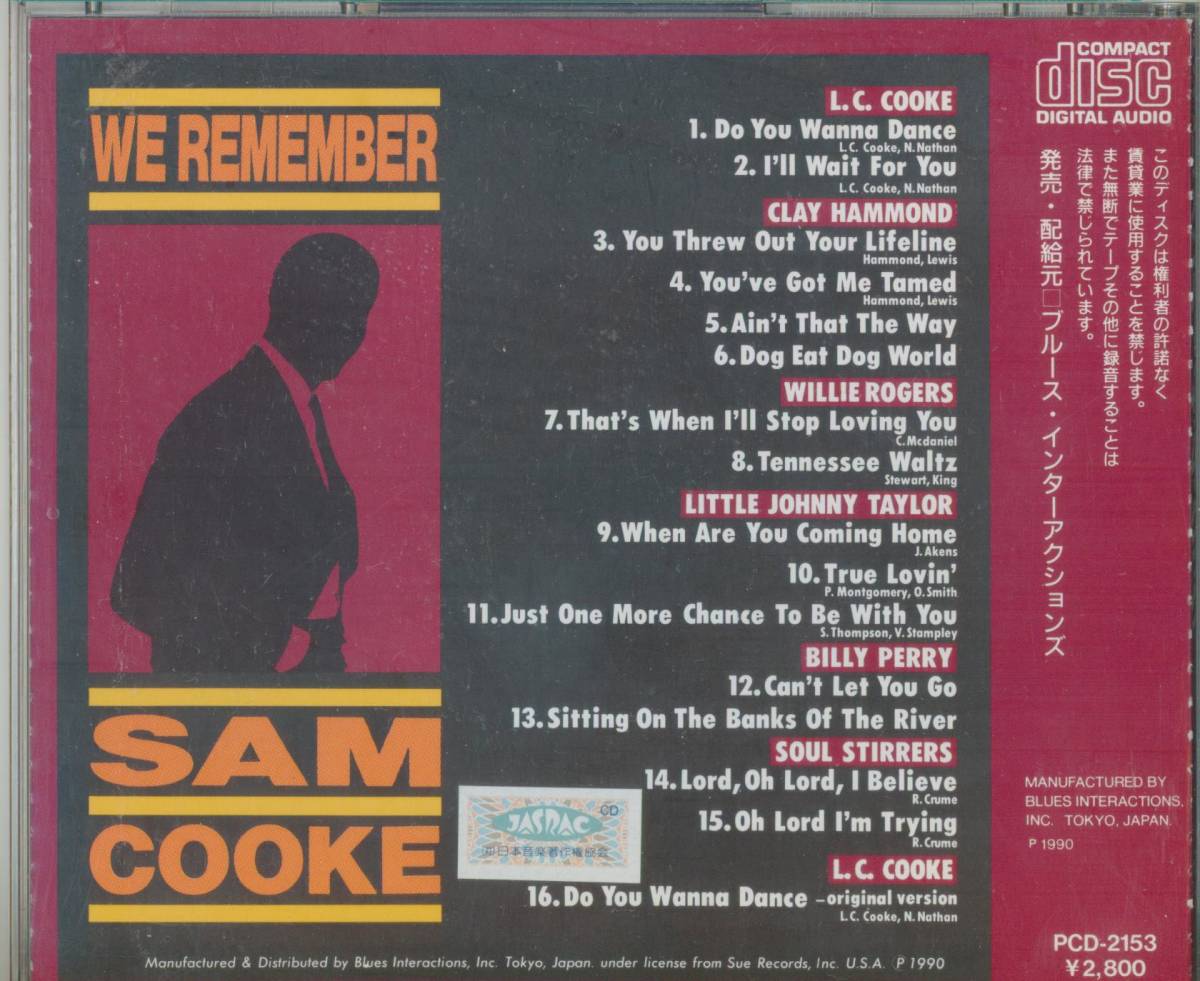 WE REMEMBER
SAM
COOKE
L.C. COOKE
1. Do You Wanna Dance
L.C. Cooke, N.Nathan
2. I'll Wait For You
L.C. Cooke, N.Nathan
CLAY HAMMOND
3. You Threw Out Your Lifeline
Hammond, Lewis
4. You've Got Me Tamed
Hammond, Lewis
5. Ain't That The Way
6. Dog Eat Dog World
WILLIE ROGERS
7. That's When I'll Stop Loving You
C.Mcdaniel
8. Tennessee Waltz
Stewart, King
LITTLE JOHNNY TAYLOR
9. When Are You Coming Home
J. Akens
10. True Lovin'
P. Montgomery, O.Smith
11. Just One More Chance To Be With You
S.Thompson, V.Stampley
BILLY PERRY
12. Can't Let You Go
13. Sitting On The Banks Of The River
SOUL STIRRERS
14. Lord, Oh Lord, I Believe
R. Crume
15. Oh Lord I'm Trying
R. Crume
L.C. COOKE
16. Do You Wanna Dance –original version
L.C. Cooke, N. Nathan
CD
JASRAC
日本音楽著作権協会
Manufactured & Distributed by Blues Interactions, Inc. Tokyo, Japan. under license from Sue Records, Inc. U.S.A. Ⓟ 1990
COMPACT
disc
DIGITAL AUDIO
このディスクは権利者の許諾なく
賃貸業に使用することを禁じます。
また無断でテープその他に録音することは
法律で禁じられています。
発売・配給元□ブルース・インターアクションズ
MANUFACTURED BY
BLUES INTERACTIONS,
INC. TOKYO, JAPAN.
P 1990
PCD-2153
¥2,800